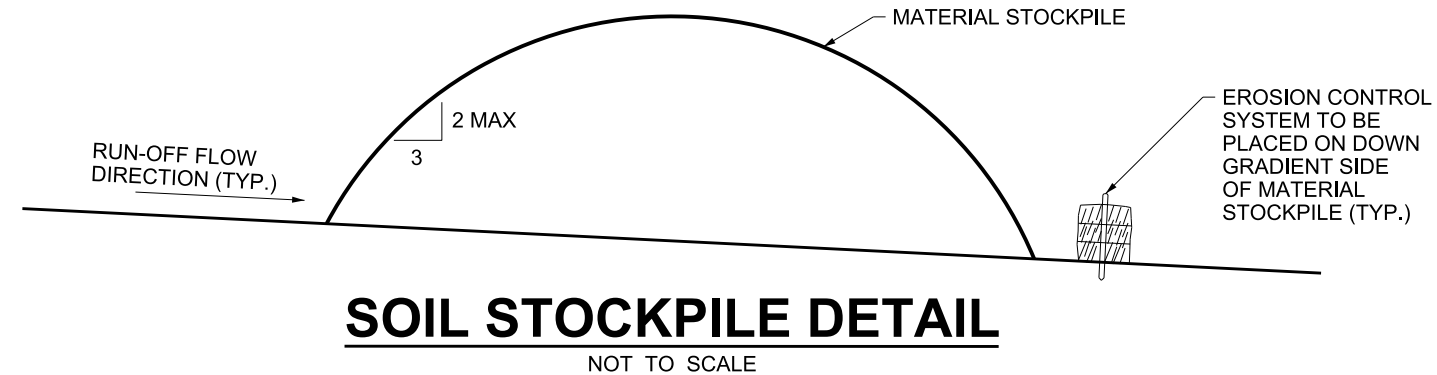 MATERIAL STOCKPILE
EROSION CONTROL
SYSTEM TO BE
PLACED ON DOWN
GRADIENT SIDE
OF MATERIAL
STOCKPILE (TYP.)
2 MAX
3
RUN-OFF FLOW
DIRECTION (TYP.)
SOIL STOCKPILE DETAIL
NOT TO SCALE